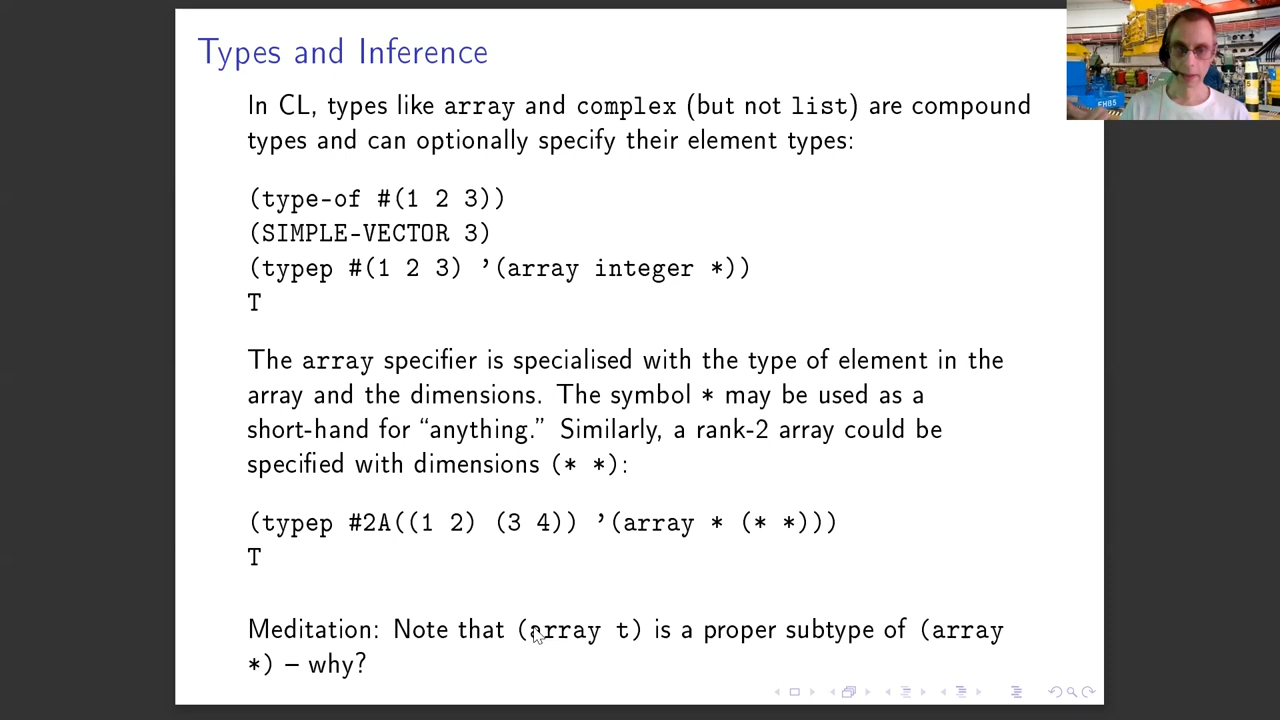 Types and Inference
In CL, types like array and complex (but not list) are compound
types and can optionally specify their element types:
(type-of #(1 2 3))
(SIMPLE-VECTOR 3)
(typep #(1 2 3) ’(array integer *))
T
The array specifier is specialised with the type of element in the
array and the dimensions. The symbol * may be used as a
short-hand for “anything.” Similarly, a rank-2 array could be
specified with dimensions (* *):
(typep #2A((1 2) (3 4)) ’(array * (* *)))
T
Meditation: Note that (array t) is a proper subtype of (array
*) – why?